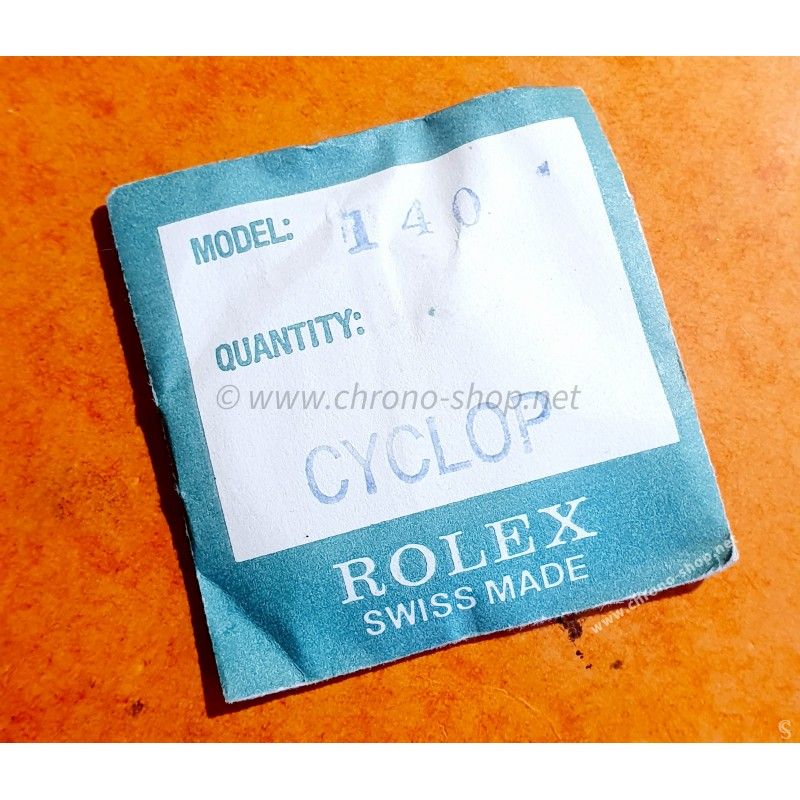 MODEL: 140
QUANTITY:
© www.chrono-shop.net
CYCLOP
ROLEX
SWISS MADE
www.chrono-shop.net